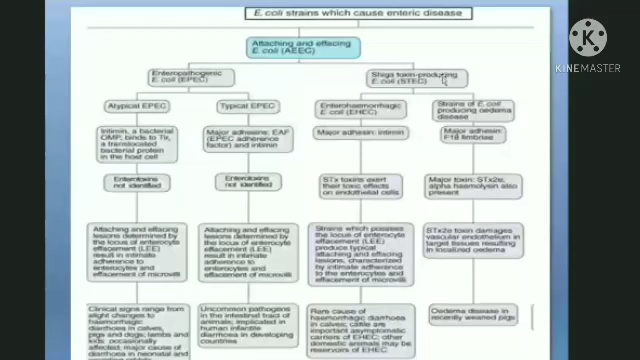 E. coli strains which cause enteric disease
Attaching and effacing
E. coli (AEEC)
KINEMASTER
Enteropathogenic
E. coli (EPEC)
Shiga toxin-producing
E. coli (STEC)
Atypical EPEC
Typical EPEC
Enterohaemorrhagic
E. coli (EHEC)
Strains of E. coli
producing oedema
disease
Intimin, a bacterial
OMP, binds to Tir,
a translocated
bacterial protein
in the host cell
Major adhesins: EAF
(EPEC adherence
factor) and intimin
Major adhesin: intimin
Major adhesin:
F18 fimbriae
Enterotoxins
not identified
Enterotoxins
not identified
STx toxins exert
their toxic effects
on endothelial cells
Major toxin: STx2e;
alpha haemolysin also
present
Attaching and effacing
lesions determined by
the locus of enterocyte
effacement (LEE)
result in intimate
adherence to
enterocytes and
effacement of microvilli
Attaching and effacing
lesions determined by
the locus of enterocyte
effacement (LEE)
result in intimate
adherence to
enterocytes and
effacement of microvilli
Strains which possess
the locus of enterocyte
effacement (LEE)
produce typical
attaching and effacing
lesions, characterized
by intimate adherence
to the enterocytes and
effacement of microvilli
STx2e toxin damages
vascular endothelium in
target tissues resulting
in localized oedema
Clinical signs range from
slight changes to
haemorrhagic
diarrhoea in calves,
pigs and dogs; lambs and
kids occasionally
affected; major cause of
diarrhoea in neonatal and
Uncommon pathogens
in the intestinal tract of
animals; implicated in
human infantile
diarrhoea in developing
countries
Rare cause of
haemorrhagic diarrhoea
in calves; cattle are
important asymptomatic
carriers of EHEC; other
domestic animals may be
reservoirs of EHEC
Oedema disease in
recently weaned pigs